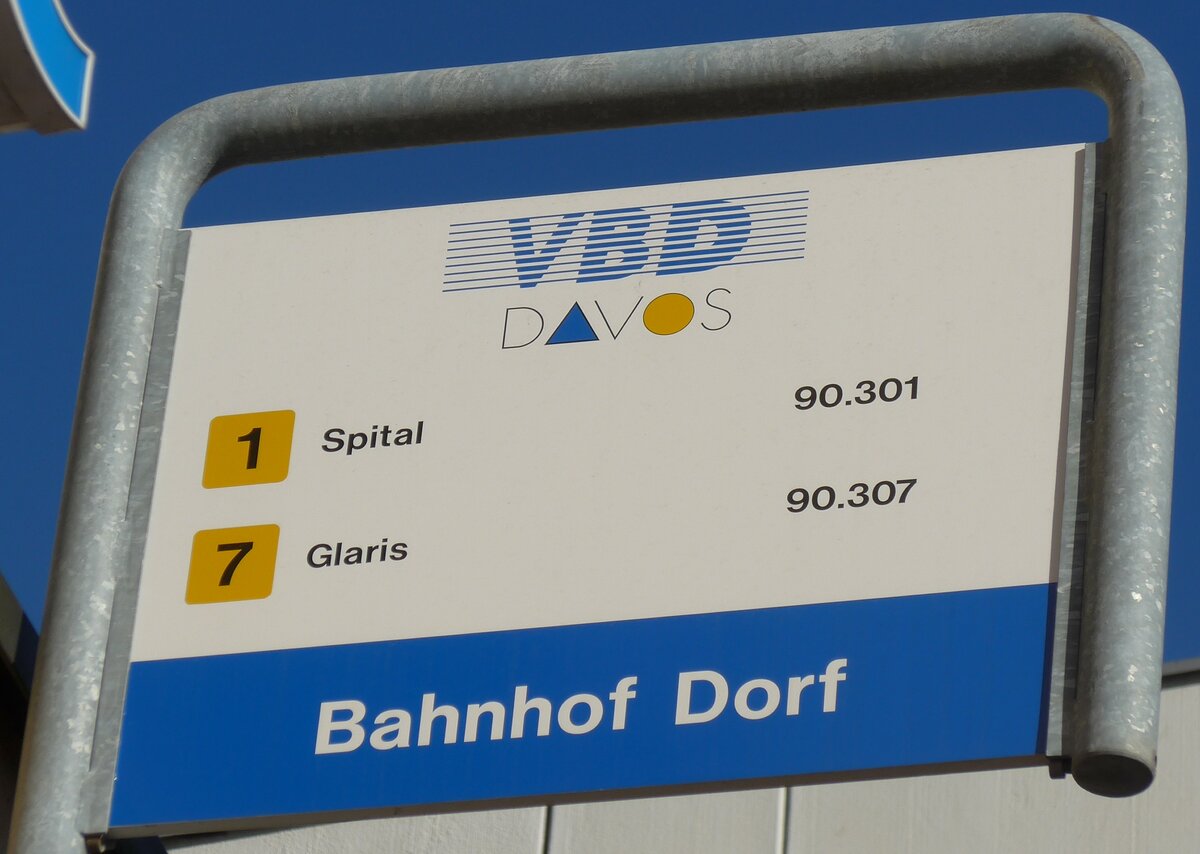 VBD
DAVOS
1 Spital 90.301
7 Glaris 90.307
Bahnhof Dorf